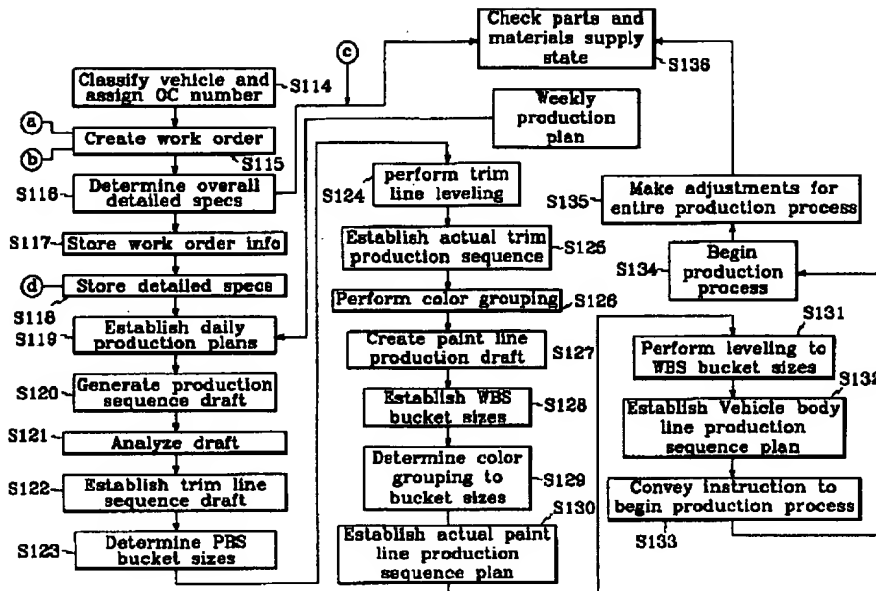 Classify vehicle and
assign OC number
S114
a
b
Create work order
S115
S116
Determine overall
detailed specs
S117
Store work order info
d
Store detailed specs
S118
S119
Establish daily
production plans
S120
Generate production
sequence draft
S121
Analyze draft
S122
Establish trim line
sequence draft
S123
Determine PBS
bucket sizes
c
Check parts and
materials supply
state
S136
Weekly
production
plan
S124
perform trim
line leveling
Establish actual trim
production sequence
S125
Perform color grouping
S126
Create paint line
production draft
S127
Establish WBS
bucket sizes
S128
Determine color
grouping to
bucket sizes
S129
S130
Establish actual paint
line production
sequence plan
S135
Make adjustments for
entire production process
S134
Begin
production
process
S131
Perform leveling to
WBS bucket sizes
S132
Establish Vehicle body
line production
sequence plan
Convey instruction to
begin production process
S133